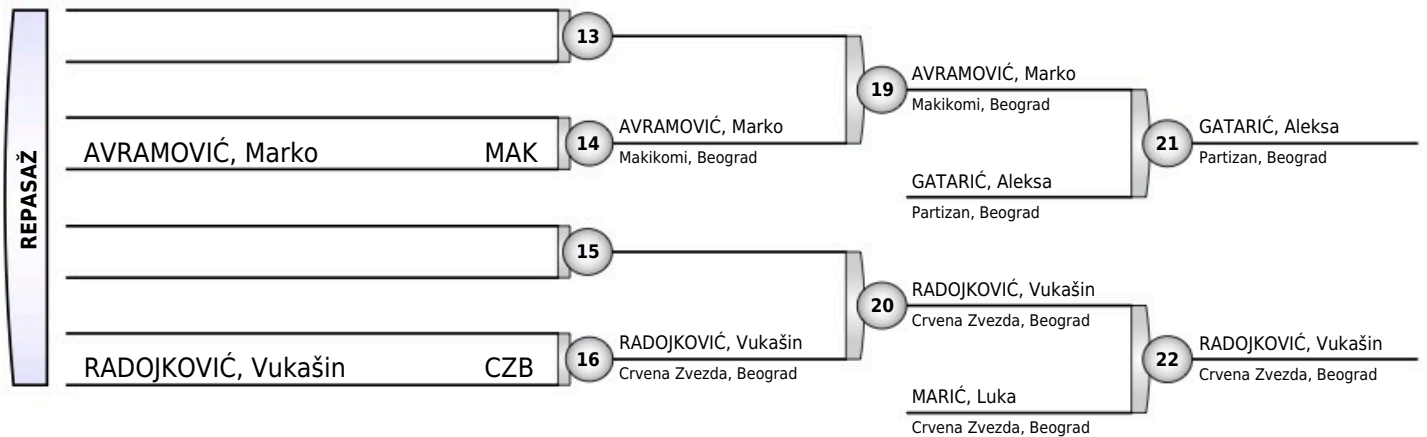 REPASAŽ
13
AVRAMOVIĆ, Marko MAK
14
AVRAMOVIĆ, Marko
Makikomi, Beograd
15
RADOJKOVIĆ, Vukašin CZB
16
RADOJKOVIĆ, Vukašin
Crvena Zvezda, Beograd
19
AVRAMOVIĆ, Marko
Makikomi, Beograd
GATARIĆ, Aleksa
Partizan, Beograd
20
RADOJKOVIĆ, Vukašin
Crvena Zvezda, Beograd
MARIĆ, Luka
Crvena Zvezda, Beograd
21
GATARIĆ, Aleksa
Partizan, Beograd
22
RADOJKOVIĆ, Vukašin
Crvena Zvezda, Beograd